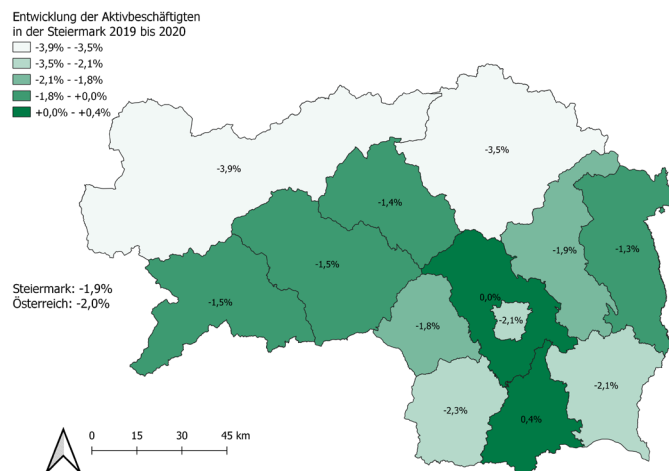 Entwicklung der Aktivbeschäftigten
in der Steiermark 2019 bis 2020
-3,9% - -3,5%
-3,5% - -2,1%
-2,1% - -1,8%
-1,8% - +0,0%
+0,0% - +0,4%
-3,5%
-3,9%
-1,4%
-1,9%
-1,3%
-1,5%
Steiermark: -1,9%
Österreich: -2,0%
-1,5%
0,0%
-2,1%
-1,8%
-2,3%
-2,1%
0,4%
0 15 30 45 km